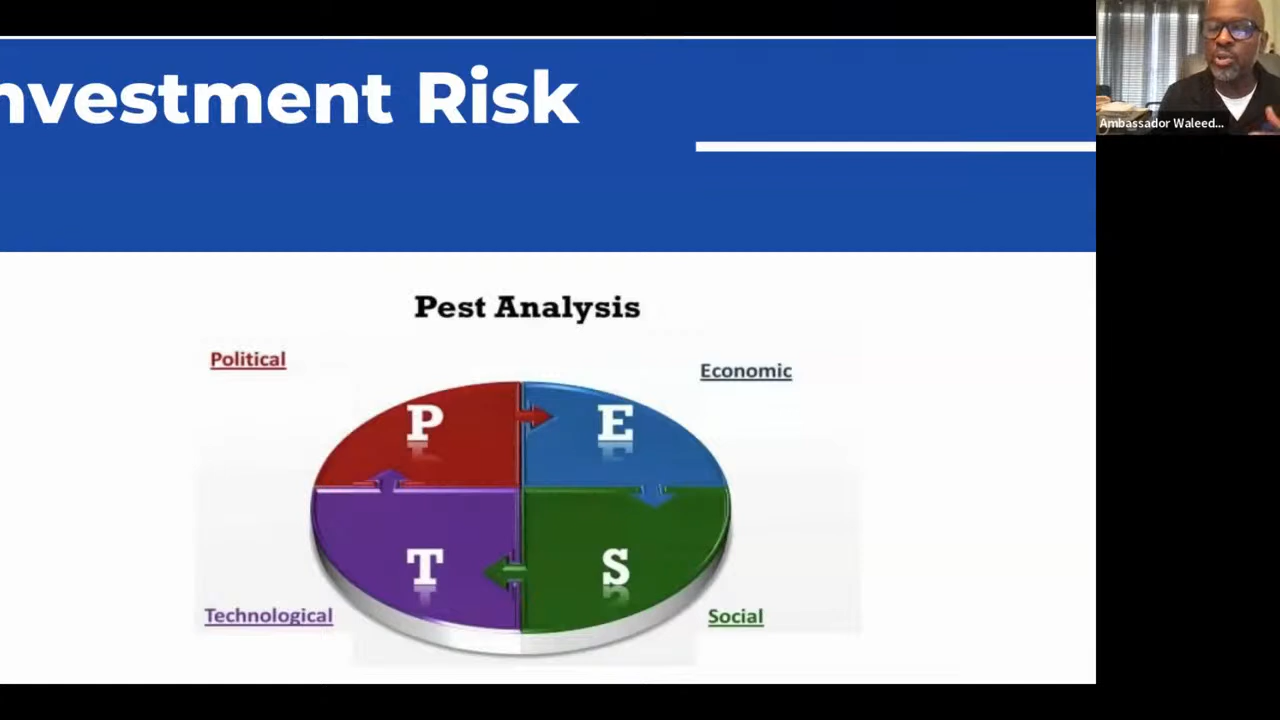 nvestment Risk
Ambassador Waleed...
Pest Analysis
Political
Economic
P
E
T
S
Technological
Social